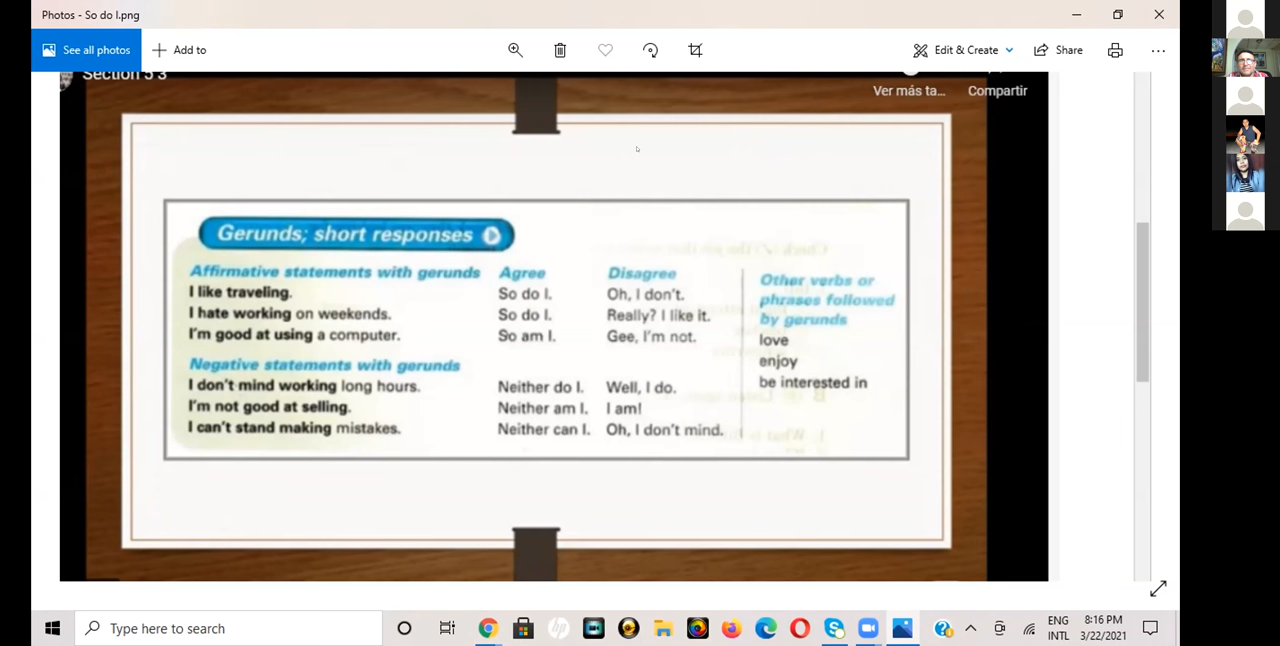 Photos - So do I.png
See all photos
Add to
Edit & Create
Share
Section 5 3
Ver más ta...
Compartir
Gerunds; short responses
Affirmative statements with gerunds Agree Disagree
I like traveling. So do I. Oh, I don't.
I hate working on weekends. So do I. Really? I like it.
I'm good at using a computer. So am I. Gee, I'm not.
Negative statements with gerunds
I don't mind working long hours. Neither do I. Well, I do.
I'm not good at selling. Neither am I. I am!
I can't stand making mistakes. Neither can I. Oh, I don't mind.
Other verbs or
phrases followed
by gerunds
love
enjoy
be interested in
Type here to search
ENG
INTL
8:16 PM
3/22/2021